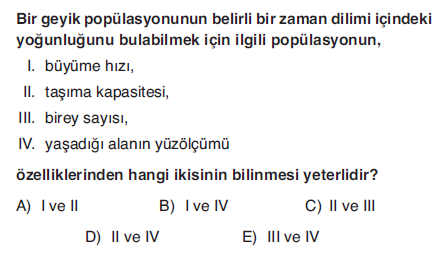 Bir geyik popülasyonunun belirli bir zaman dilimi içindeki
yoğunluğunu bulabilmek için ilgili popülasyonun,
I. büyüme hızı,
II. taşıma kapasitesi,
III. birey sayısı,
IV. yaşadığı alanın yüzölçümü
özelliklerinden hangi ikisinin bilinmesi yeterlidir?
A) I ve II B) I ve IV C) II ve III
D) II ve IV E) III ve IV